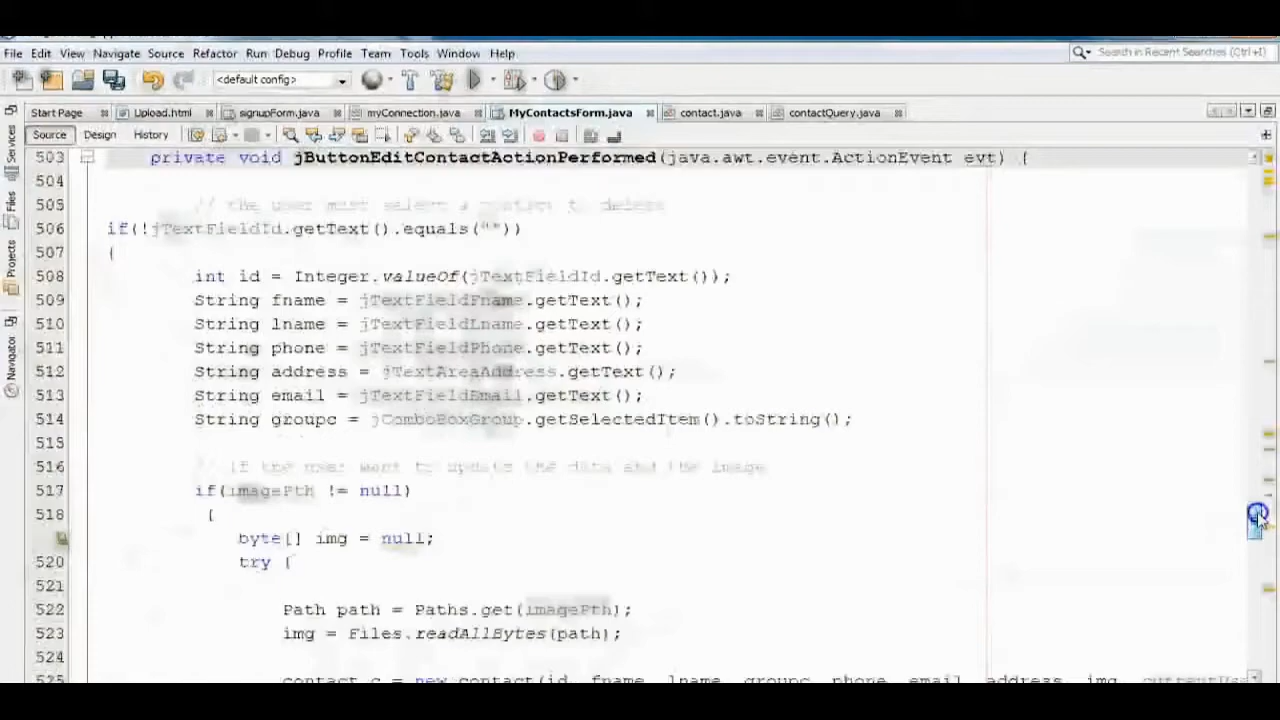 File Edit View Navigate Source Refactor Run Debug Profile Team Tools Window Help
Search in Recent Searches (Ctrl+I)
<default config>
Start Page Upload.html signupForm.java myConnection.java MyContactsForm.java contact.java contactQuery.java
Source Design History
Services
Files
Projects
Navigator
503 private void jButtonEditContactActionPerformed(java.awt.event.ActionEvent evt) {
504
505 // the user must select a contact to delete
506 if(!jTextFieldId.getText().equals(""))
507 {
508 int id = Integer.valueOf(jTextFieldId.getText());
509 String fname = jTextFieldFname.getText();
510 String lname = jTextFieldLname.getText();
511 String phone = jTextFieldPhone.getText();
512 String address = jTextAreaAddress.getText();
513 String email = jTextFieldEmail.getText();
514 String groupc = jComboBoxGroup.getSelectedItem().toString();
515
516 // if the user want to update the data and the image
517 if(imagePth != null)
518 {
byte[] img = null;
520 try {
521
522 Path path = Paths.get(imagePth);
523 img = Files.readAllBytes(path);
524
525 contact c = new contact(id, fname, lname, groupc, phone, email, address, img, currentUse